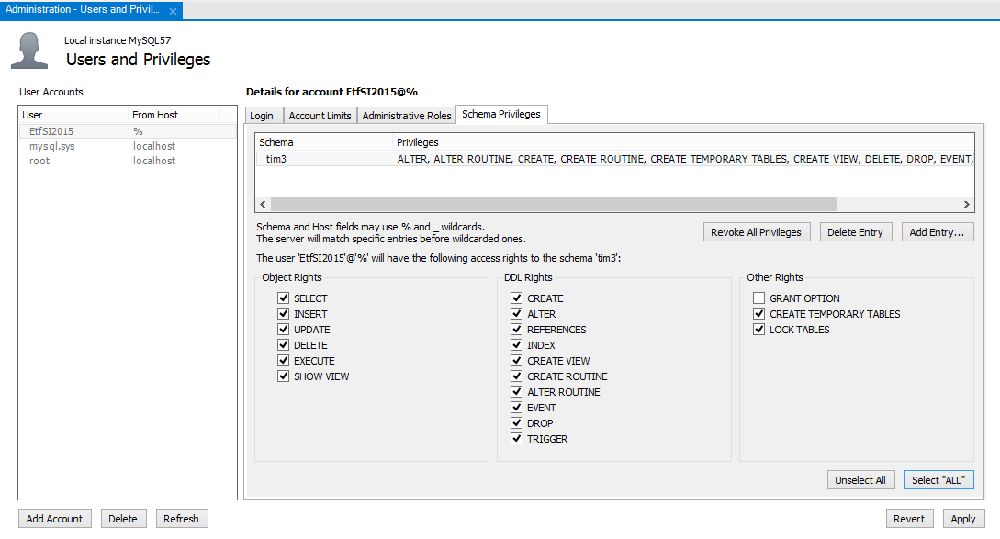 Administration - Users and Privil...
Local instance MySQL57
Users and Privileges
User Accounts
User From Host
EtfSI2015 %
mysql.sys localhost
root localhost
Details for account EtfSI2015@%
Login Account Limits Administrative Roles Schema Privileges
Schema Privileges
tim3 ALTER, ALTER ROUTINE, CREATE, CREATE ROUTINE, CREATE TEMPORARY TABLES, CREATE VIEW, DELETE, DROP, EVENT,
Schema and Host fields may use % and _ wildcards.
The server will match specific entries before wildcarded ones.
Revoke All Privileges Delete Entry Add Entry...
The user 'EtfSI2015'@'%' will have the following access rights to the schema 'tim3':
Object Rights
SELECT
INSERT
UPDATE
DELETE
EXECUTE
SHOW VIEW
DDL Rights
CREATE
ALTER
REFERENCES
INDEX
CREATE VIEW
CREATE ROUTINE
ALTER ROUTINE
EVENT
DROP
TRIGGER
Other Rights
GRANT OPTION
CREATE TEMPORARY TABLES
LOCK TABLES
Unselect All Select "ALL"
Add Account Delete Refresh Revert Apply